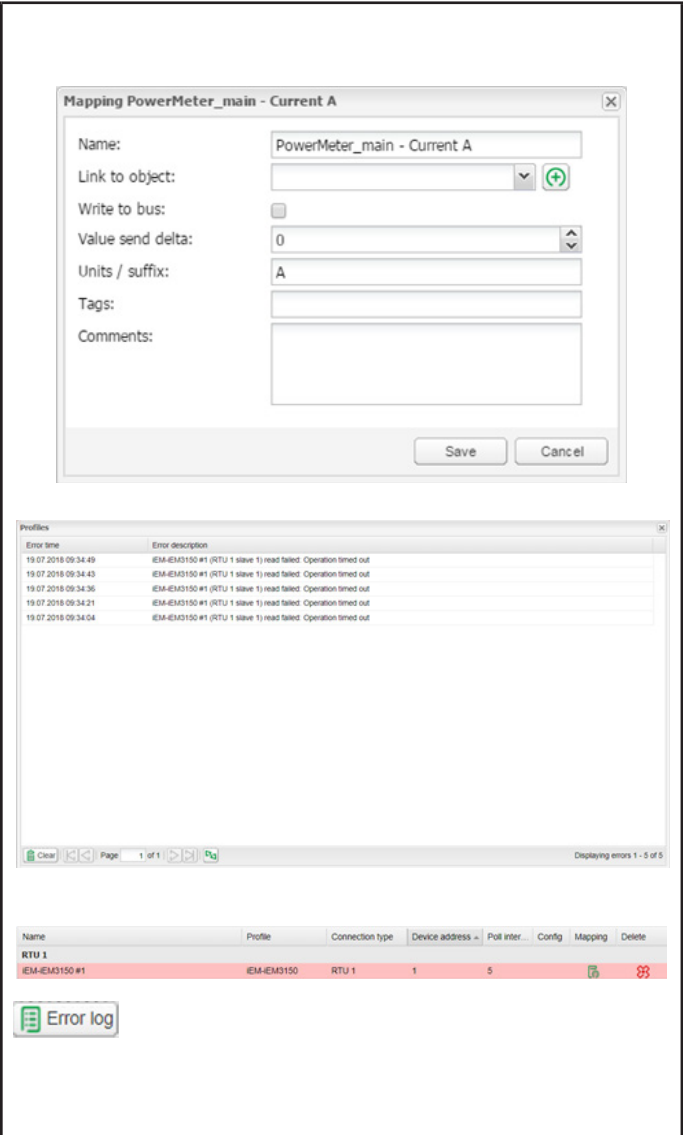 Mapping PowerMeter_main - Current A
Name: PowerMeter_main - Current A
Link to object:
Write to bus:
Value send delta: 0
Units / suffix: A
Tags:
Comments:
Save Cancel
Profiles
Error time Error description
19.07.2018 09:34:49 iEM-iEM3150 #1 (RTU 1 slave 1) read failed: Operation timed out
19.07.2018 09:34:43 iEM-iEM3150 #1 (RTU 1 slave 1) read failed: Operation timed out
19.07.2018 09:34:36 iEM-iEM3150 #1 (RTU 1 slave 1) read failed: Operation timed out
19.07.2018 09:34:21 iEM-iEM3150 #1 (RTU 1 slave 1) read failed: Operation timed out
19.07.2018 09:34:04 iEM-iEM3150 #1 (RTU 1 slave 1) read failed: Operation timed out
Clear Page 1 of 1 Displaying errors 1 - 5 of 5
Name Profile Connection type Device address Poll inter... Config Mapping Delete
RTU 1
iEM-iEM3150 #1 iEM-iEM3150 RTU 1 1 5
Error log